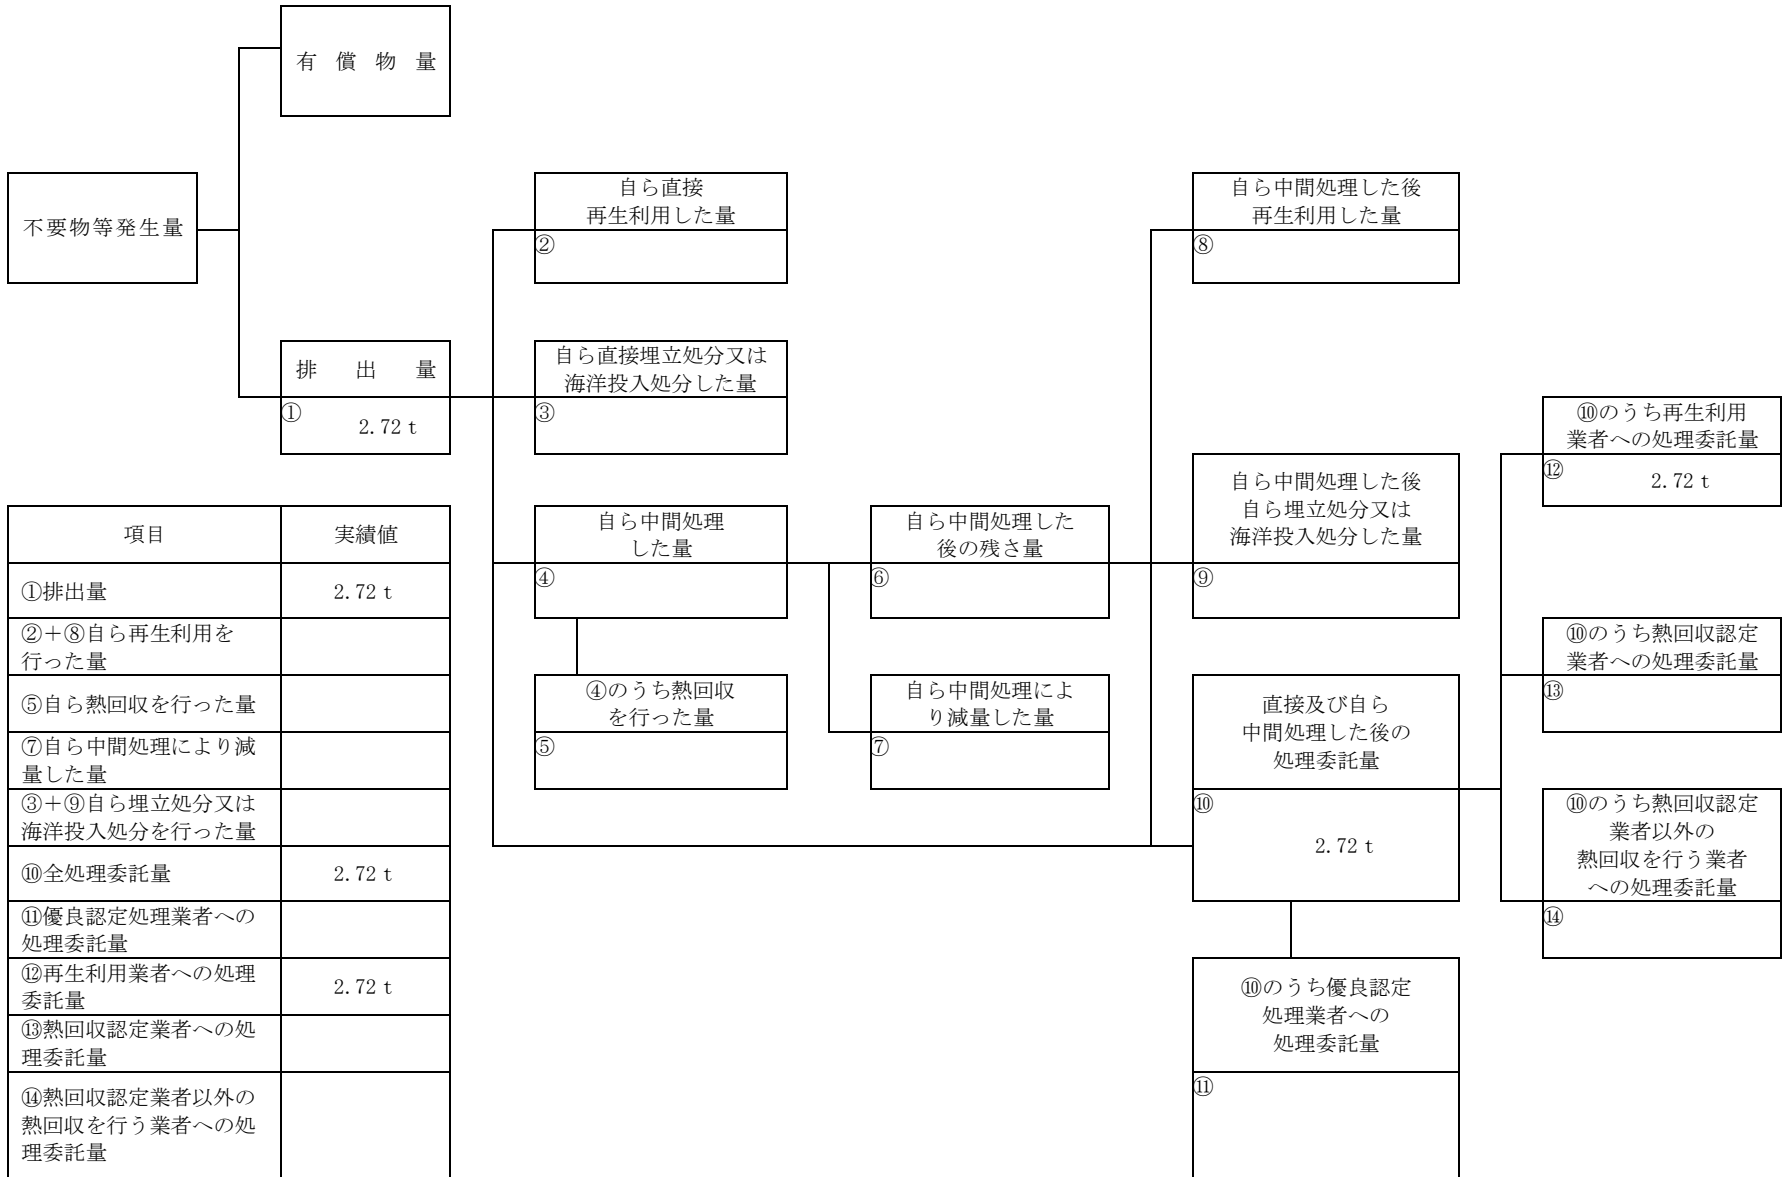 有 償 物 量
不要物等発生量
自ら直接
再生利用した量
②
自ら中間処理した後
再生利用した量
⑧
排 出 量
①
2.72 t
自ら直接埋立処分又は
海洋投入処分した量
③
⑩のうち再生利用
業者への処理委託量
⑫
2.72 t
自ら中間処理
した量
④
自ら中間処理した
後の残さ量
⑥
自ら中間処理した後
自ら埋立処分又は
海洋投入処分した量
⑨
⑩のうち熱回収認定
業者への処理委託量
⑬
④のうち熱回収
を行った量
⑤
自ら中間処理によ
り減量した量
⑦
直接及び自ら
中間処理した後の
処理委託量
⑩
2.72 t
⑩のうち熱回収認定
業者以外の
熱回収を行う業者
への処理委託量
⑭
⑩のうち優良認定
処理業者への
処理委託量
⑪
項目 実績値
①排出量 2.72 t
②＋⑧自ら再生利用を
行った量
⑤自ら熱回収を行った量
⑦自ら中間処理により減
量した量
③＋⑨自ら埋立処分又は
海洋投入処分を行った量
⑩全処理委託量 2.72 t
⑪優良認定処理業者への
処理委託量
⑫再生利用業者への処理
委託量 2.72 t
⑬熱回収認定業者への処
理委託量
⑭熱回収認定業者以外の
熱回収を行う業者への処
理委託量